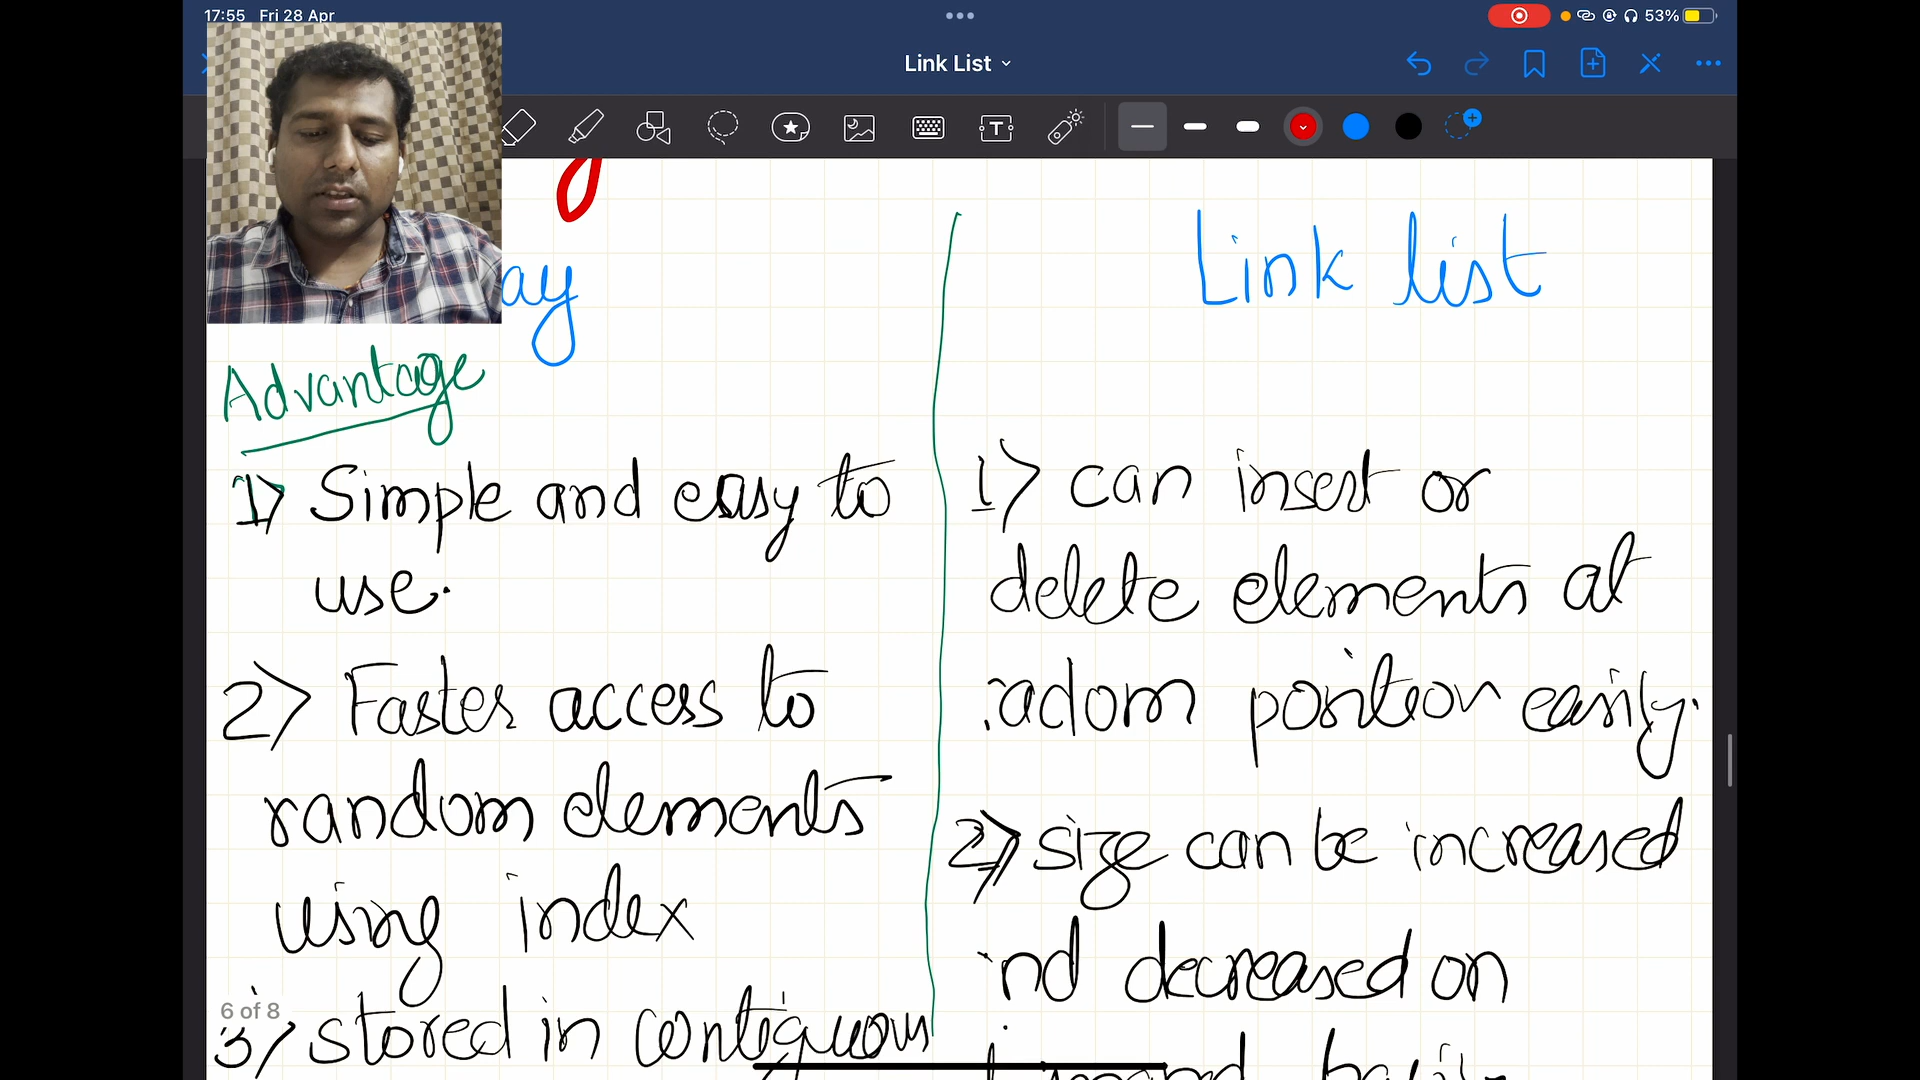 17:55 Fri 28 Apr
53%
Link List
T
ay
Link list
Advantage
1) Simple and easy to
use.
2) Faster access to
random elements
using index
3) stored in contiguous
1) can insert or
delete elements at
radom position easily.
2) size can be increased
nd decreased on
6 of 8